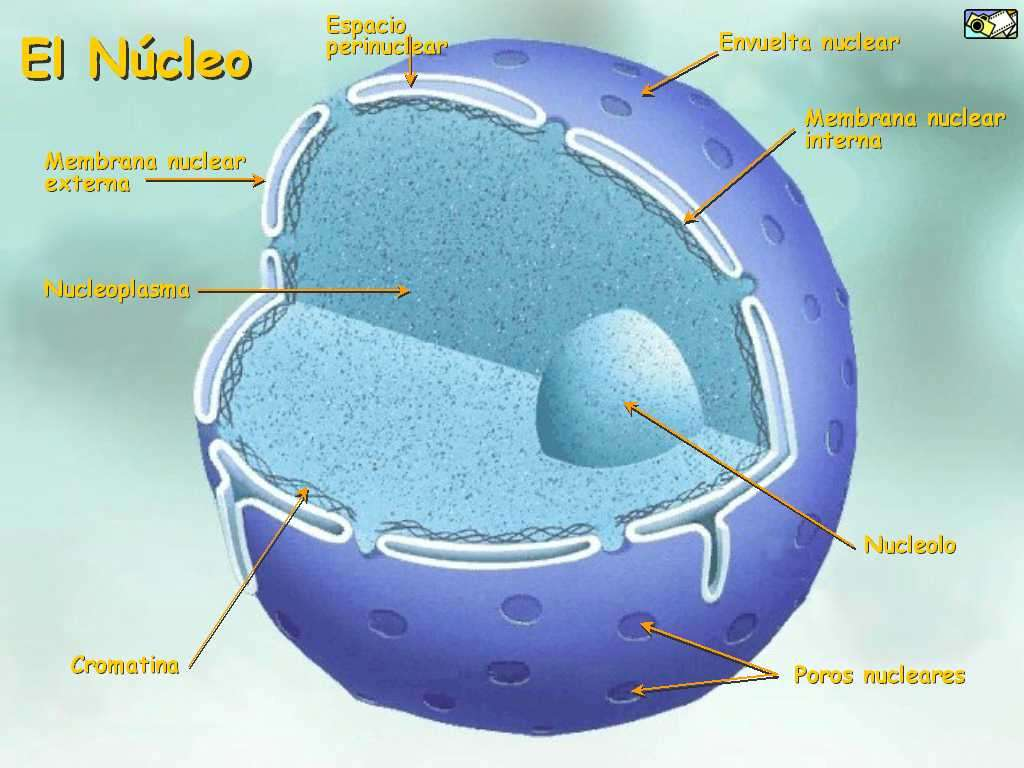 El Núcleo
Espacio
perinuclear
Envuelta nuclear
Membrana nuclear
interna
Membrana nuclear
externa
Nucleoplasma
Nucleolo
Cromatina
Poros nucleares